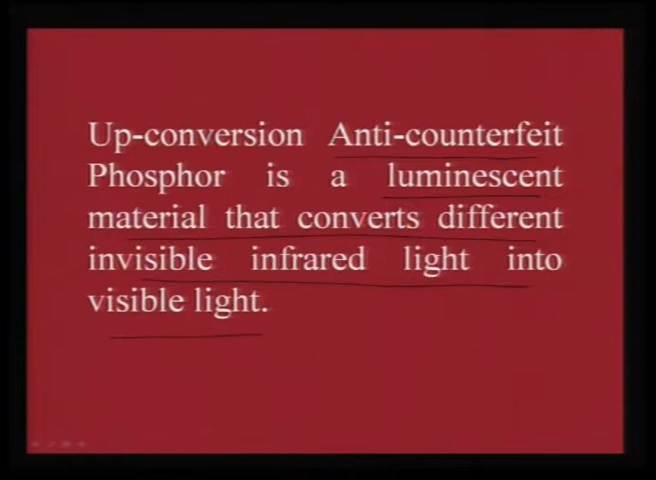 Up-conversion Anti-counterfeit
Phosphor is a luminescent
material that converts different
invisible infrared light into
visible light.